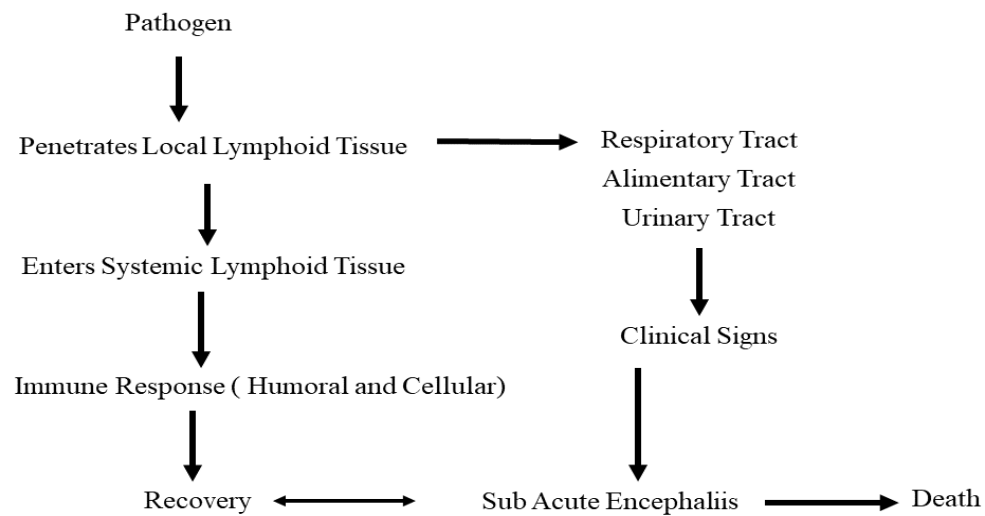 Pathogen
Penetrates Local Lymphoid Tissue
Respiratory Tract
Alimentary Tract
Urinary Tract
Enters Systemic Lymphoid Tissue
Clinical Signs
Immune Response ( Humoral and Cellular)
Recovery
Sub Acute Encephaliis
Death